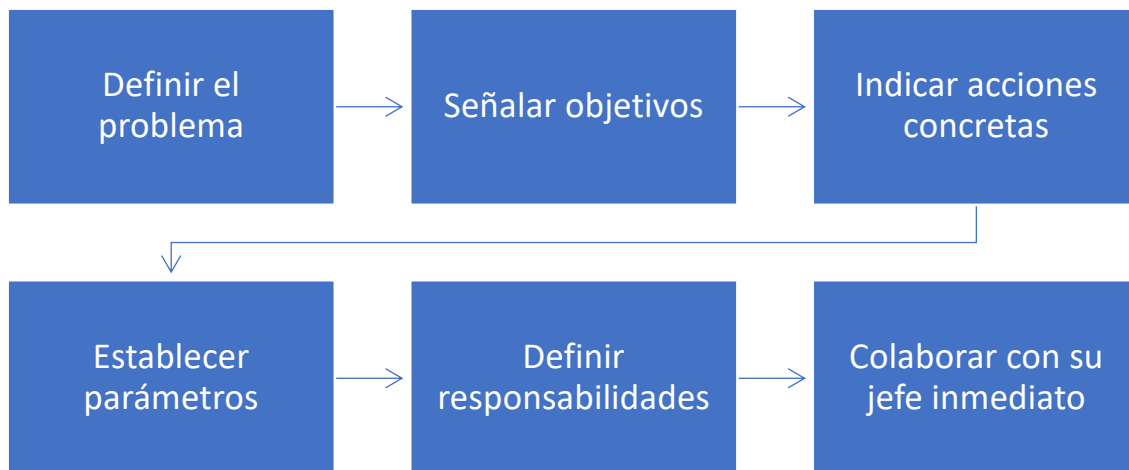 Definir el
problema
Señalar objetivos
Indicar acciones
concretas
Establecer
parámetros
Definir
responsabilidades
Colaborar con su
jefe inmediato